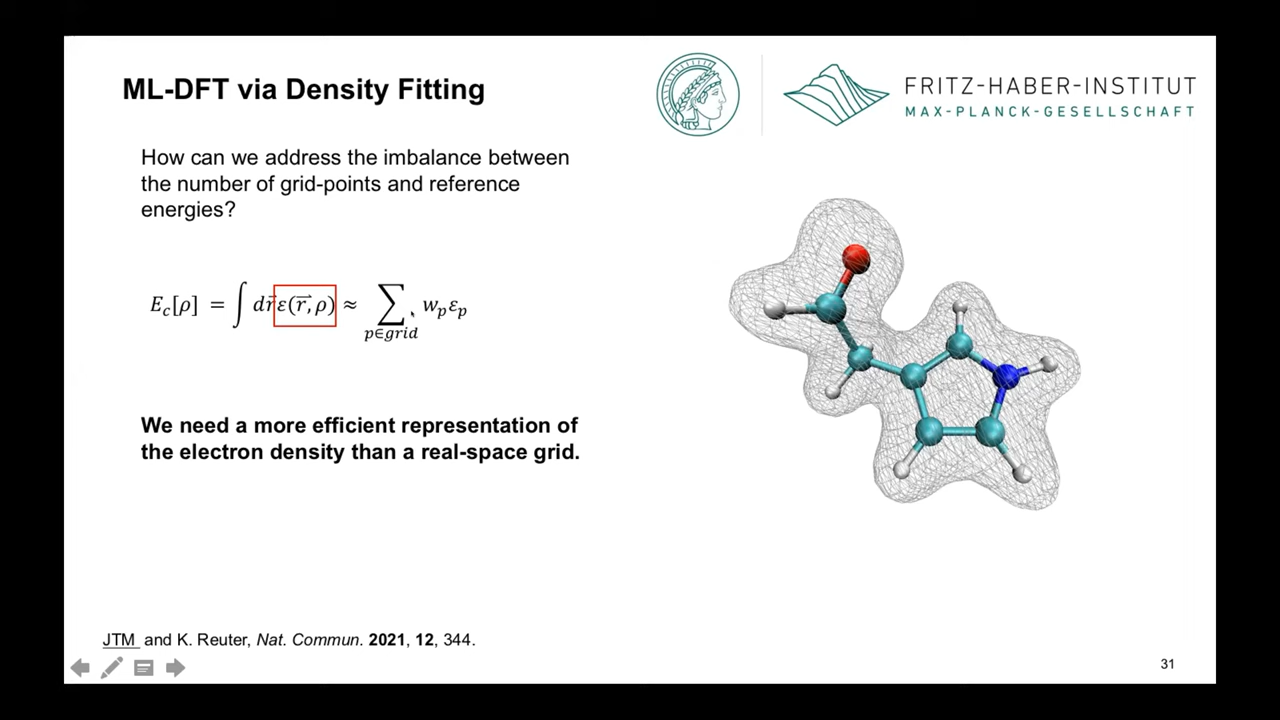 ML-DFT via Density Fitting
FRITZ-HABER-INSTITUT
MAX-PLANCK-GESELLSCHAFT
How can we address the imbalance between
the number of grid-points and reference
energies?
E_c[ρ] = ∫ dr⃗ ε(r⃗, ρ) ≈ ∑_{p∈grid} w_p ε_p
We need a more efficient representation of
the electron density than a real-space grid.
JTM and K. Reuter, Nat. Commun. 2021, 12, 344.
31